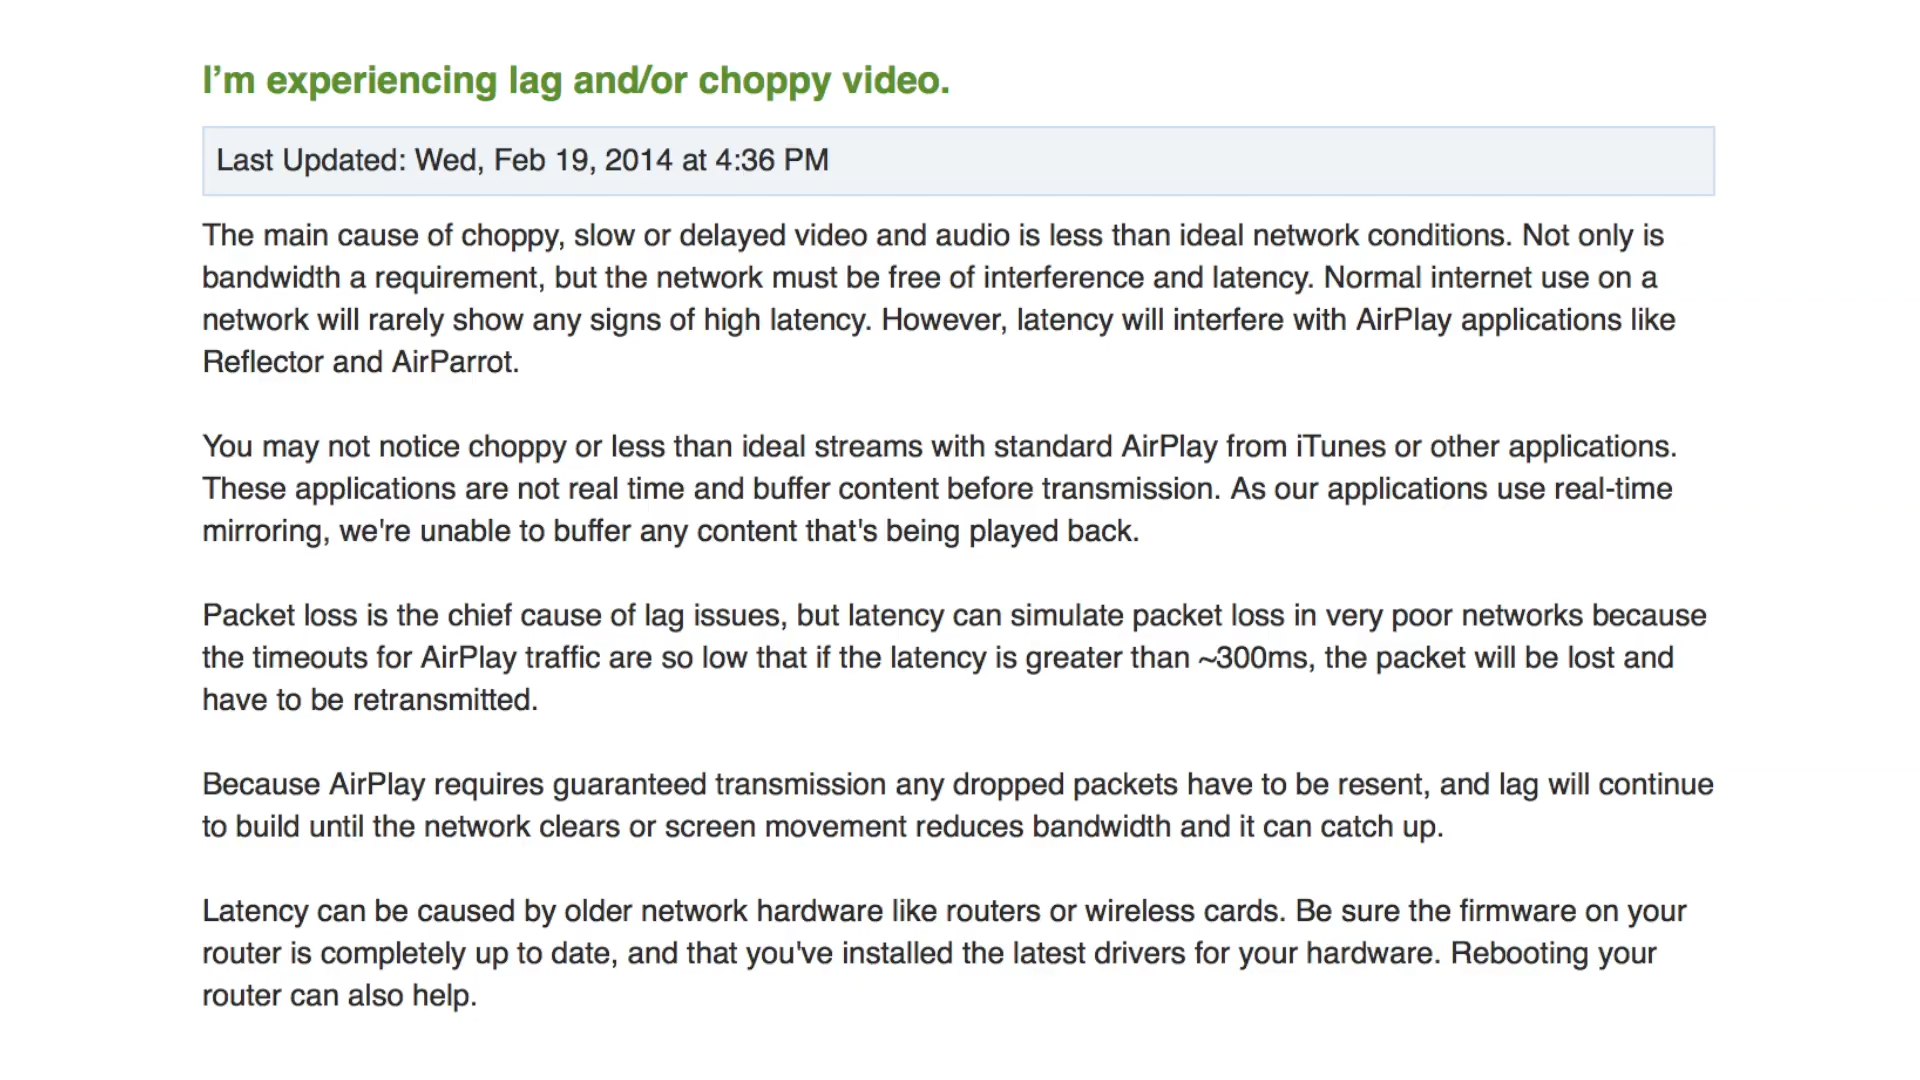 I’m experiencing lag and/or choppy video.
Last Updated: Wed, Feb 19, 2014 at 4:36 PM
The main cause of choppy, slow or delayed video and audio is less than ideal network conditions. Not only is
bandwidth a requirement, but the network must be free of interference and latency. Normal internet use on a
network will rarely show any signs of high latency. However, latency will interfere with AirPlay applications like
Reflector and AirParrot.
You may not notice choppy or less than ideal streams with standard AirPlay from iTunes or other applications.
These applications are not real time and buffer content before transmission. As our applications use real-time
mirroring, we're unable to buffer any content that's being played back.
Packet loss is the chief cause of lag issues, but latency can simulate packet loss in very poor networks because
the timeouts for AirPlay traffic are so low that if the latency is greater than ~300ms, the packet will be lost and
have to be retransmitted.
Because AirPlay requires guaranteed transmission any dropped packets have to be resent, and lag will continue
to build until the network clears or screen movement reduces bandwidth and it can catch up.
Latency can be caused by older network hardware like routers or wireless cards. Be sure the firmware on your
router is completely up to date, and that you've installed the latest drivers for your hardware. Rebooting your
router can also help.